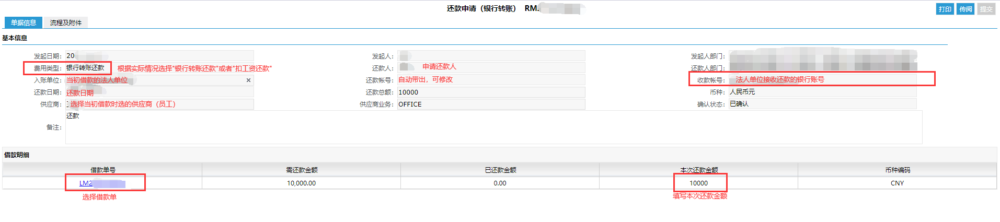 还款申请（银行转账） RM
打印 传阅 提交
单据信息 流程及附件
基本信息
发起日期: 20 发起人: 发起人部门:
费用类型: 银行转账还款 根据实际情况选择"银行转账还款"或者"扣工资还款" 还款人: 申请还款人 还款人部门:
入账单位: 当初借款的法人单位 × 还款帐号: 自动带出，可修改 收款帐号: 法人单位接收还款的银行账号
还款日期: 还款日期 还款总额: 10000 币种: 人民币元
供应商: 选择当初借款时选的供应商（员工） 供应商业务: OFFICE 确认状态: 已确认
还款
备注:
借款明细
借款单号 需还款金额 已还款金额 本次还款金额 币种编码
LM2 10,000.00 0.00 10000 CNY
选择借款单 填写本次还款金额